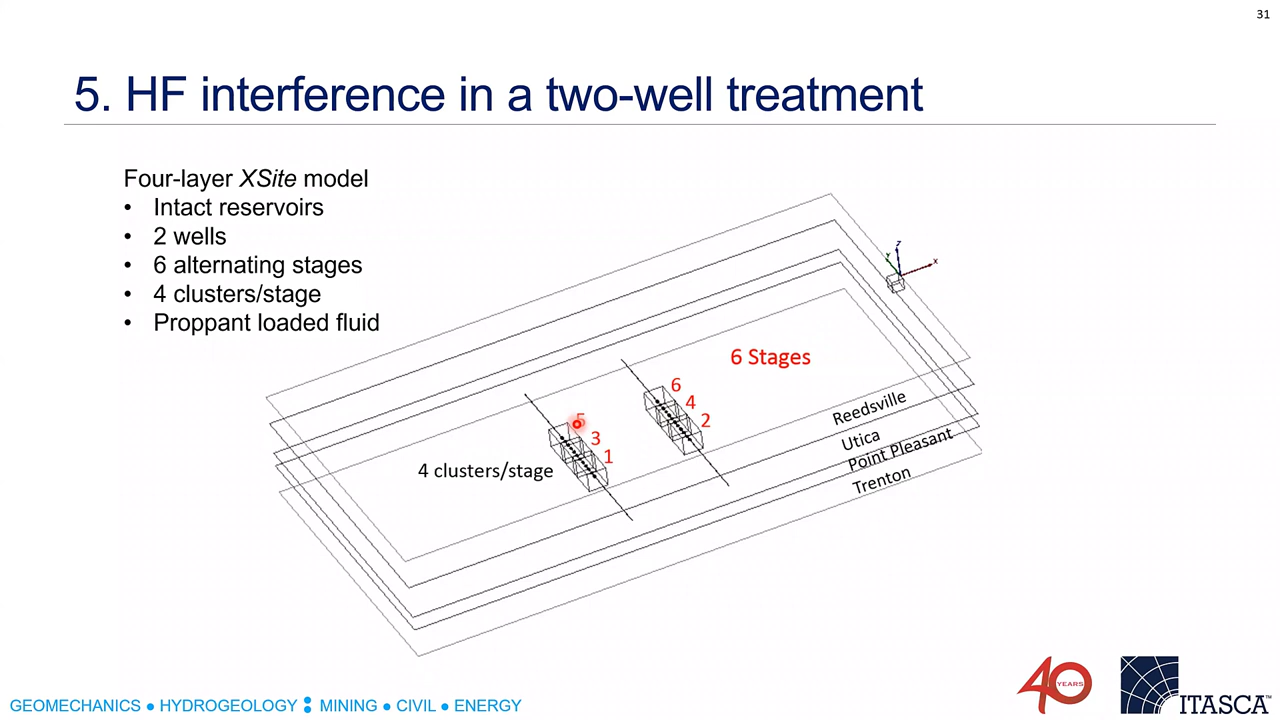 31
5. HF interference in a two-well treatment
Four-layer XSite model
• Intact reservoirs
• 2 wells
• 6 alternating stages
• 4 clusters/stage
• Proppant loaded fluid
Z
Y
X
6 Stages
6
4
2
5
3
1
4 clusters/stage
Reedsville
Utica
Point Pleasant
Trenton
GEOMECHANICS ● HYDROGEOLOGY : MINING ● CIVIL ● ENERGY
40 YEARS
ITASCA™